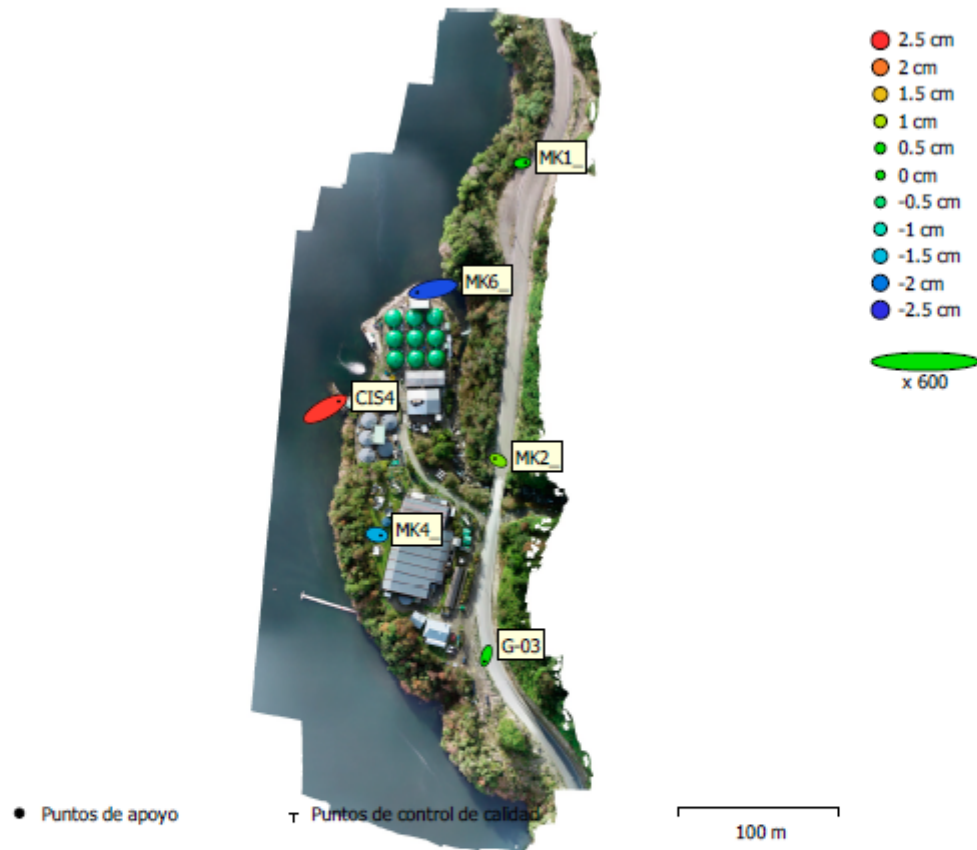 2.5 cm
2 cm
1.5 cm
1 cm
0.5 cm
0 cm
-0.5 cm
-1 cm
-1.5 cm
-2 cm
-2.5 cm
x 600
MK1_
MK6_
CIS4
MK2_
MK4_
G-03
Puntos de apoyo
Puntos de control de calidad
100 m